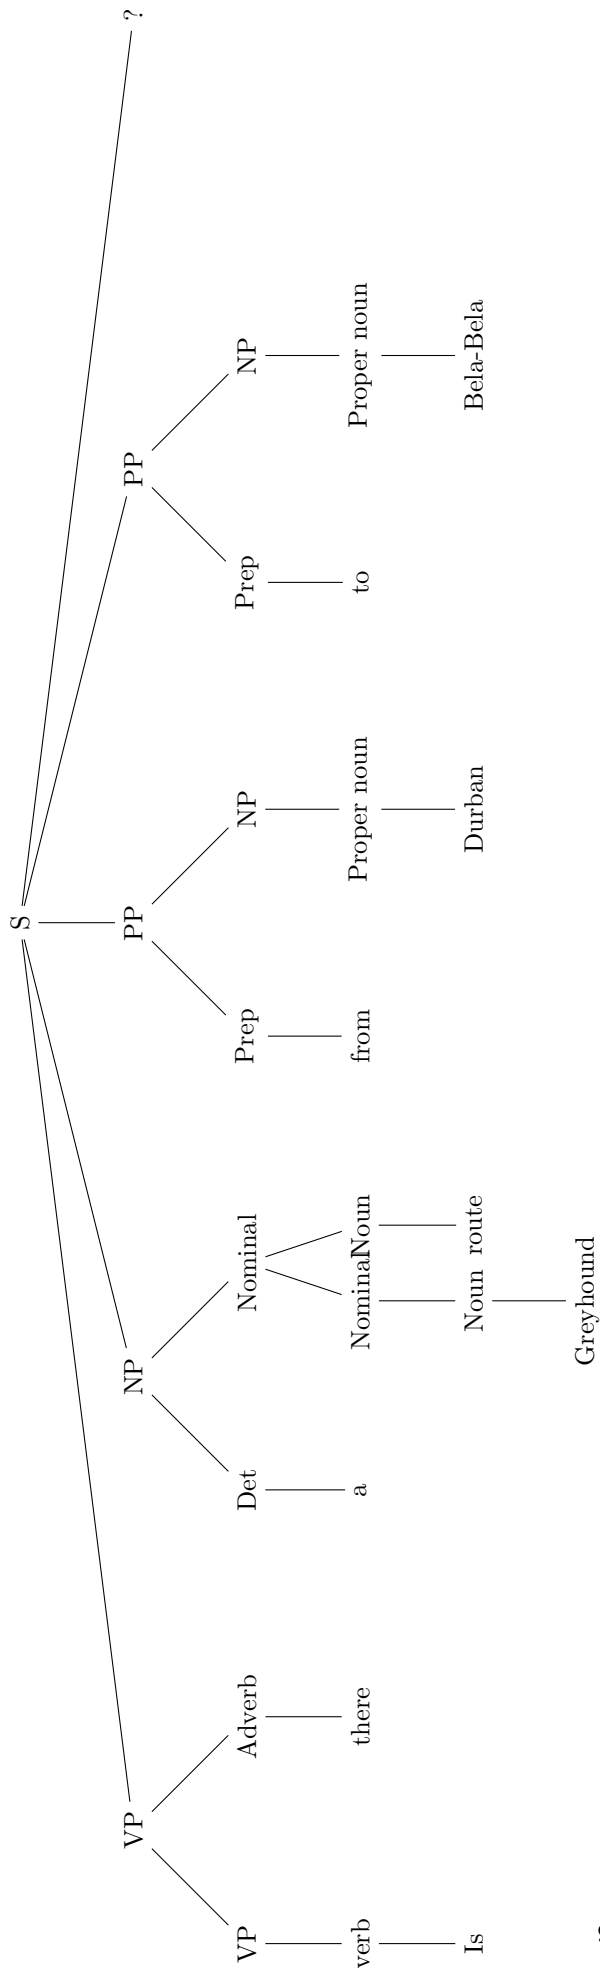 S
VP NP PP PP ?
VP Adverb Det Nominal Prep NP Prep NP
verb there a Nominal Noun from Proper noun to Proper noun
Is Noun route Durban Bela-Bela
Greyhound